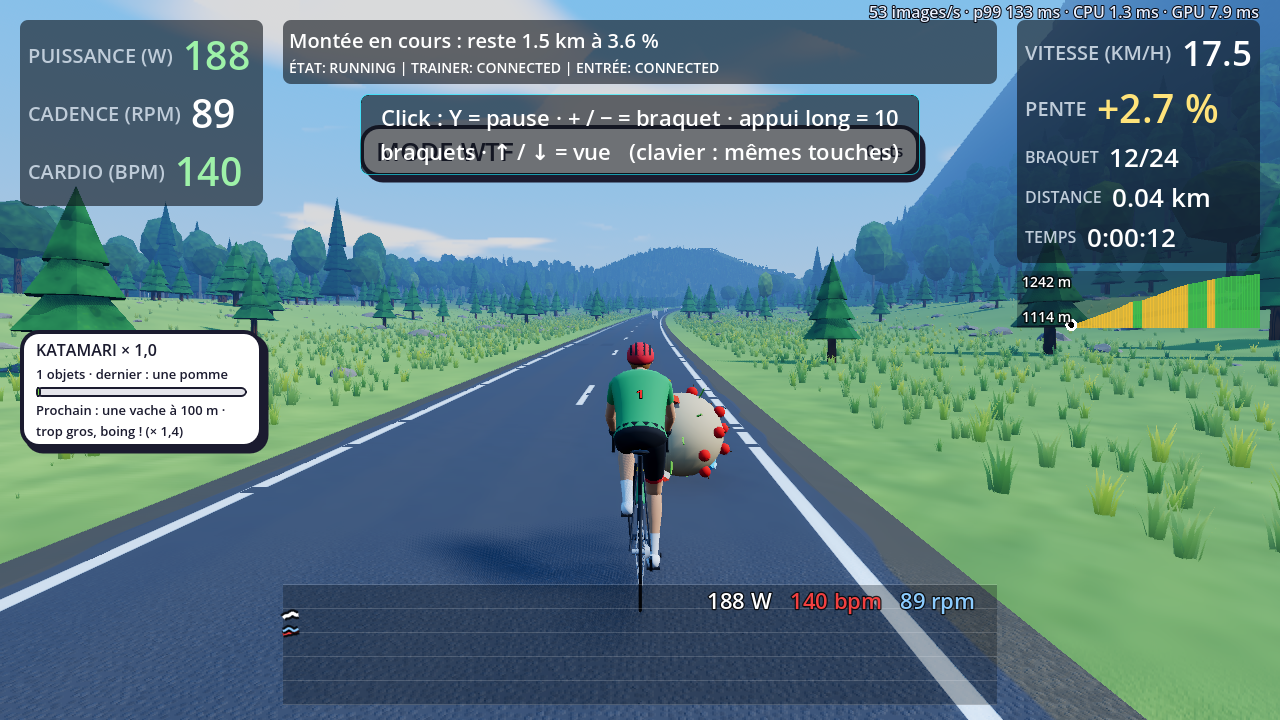 53 images/s · p99 133 ms · CPU 1.3 ms · GPU 7.9 ms
PUISSANCE (W) 188
CADENCE (RPM) 89
CARDIO (BPM) 140
Montée en cours : reste 1.5 km à 3.6 %
ÉTAT: RUNNING | TRAINER: CONNECTED | ENTRÉE: CONNECTED
Click : Y = pause · + / − = braquet · appui long = 10
braquets · ↑ / ↓ = vue (clavier : mêmes touches)
MODE WTF
VITESSE (KM/H) 17.5
PENTE +2.7 %
BRAQUET 12/24
DISTANCE 0.04 km
TEMPS 0:00:12
1242 m
1114 m
KATAMARI × 1,0
1 objets · dernier : une pomme
Prochain : une vache à 100 m ·
trop gros, boing ! (× 1,4)
1
188 W 140 bpm 89 rpm